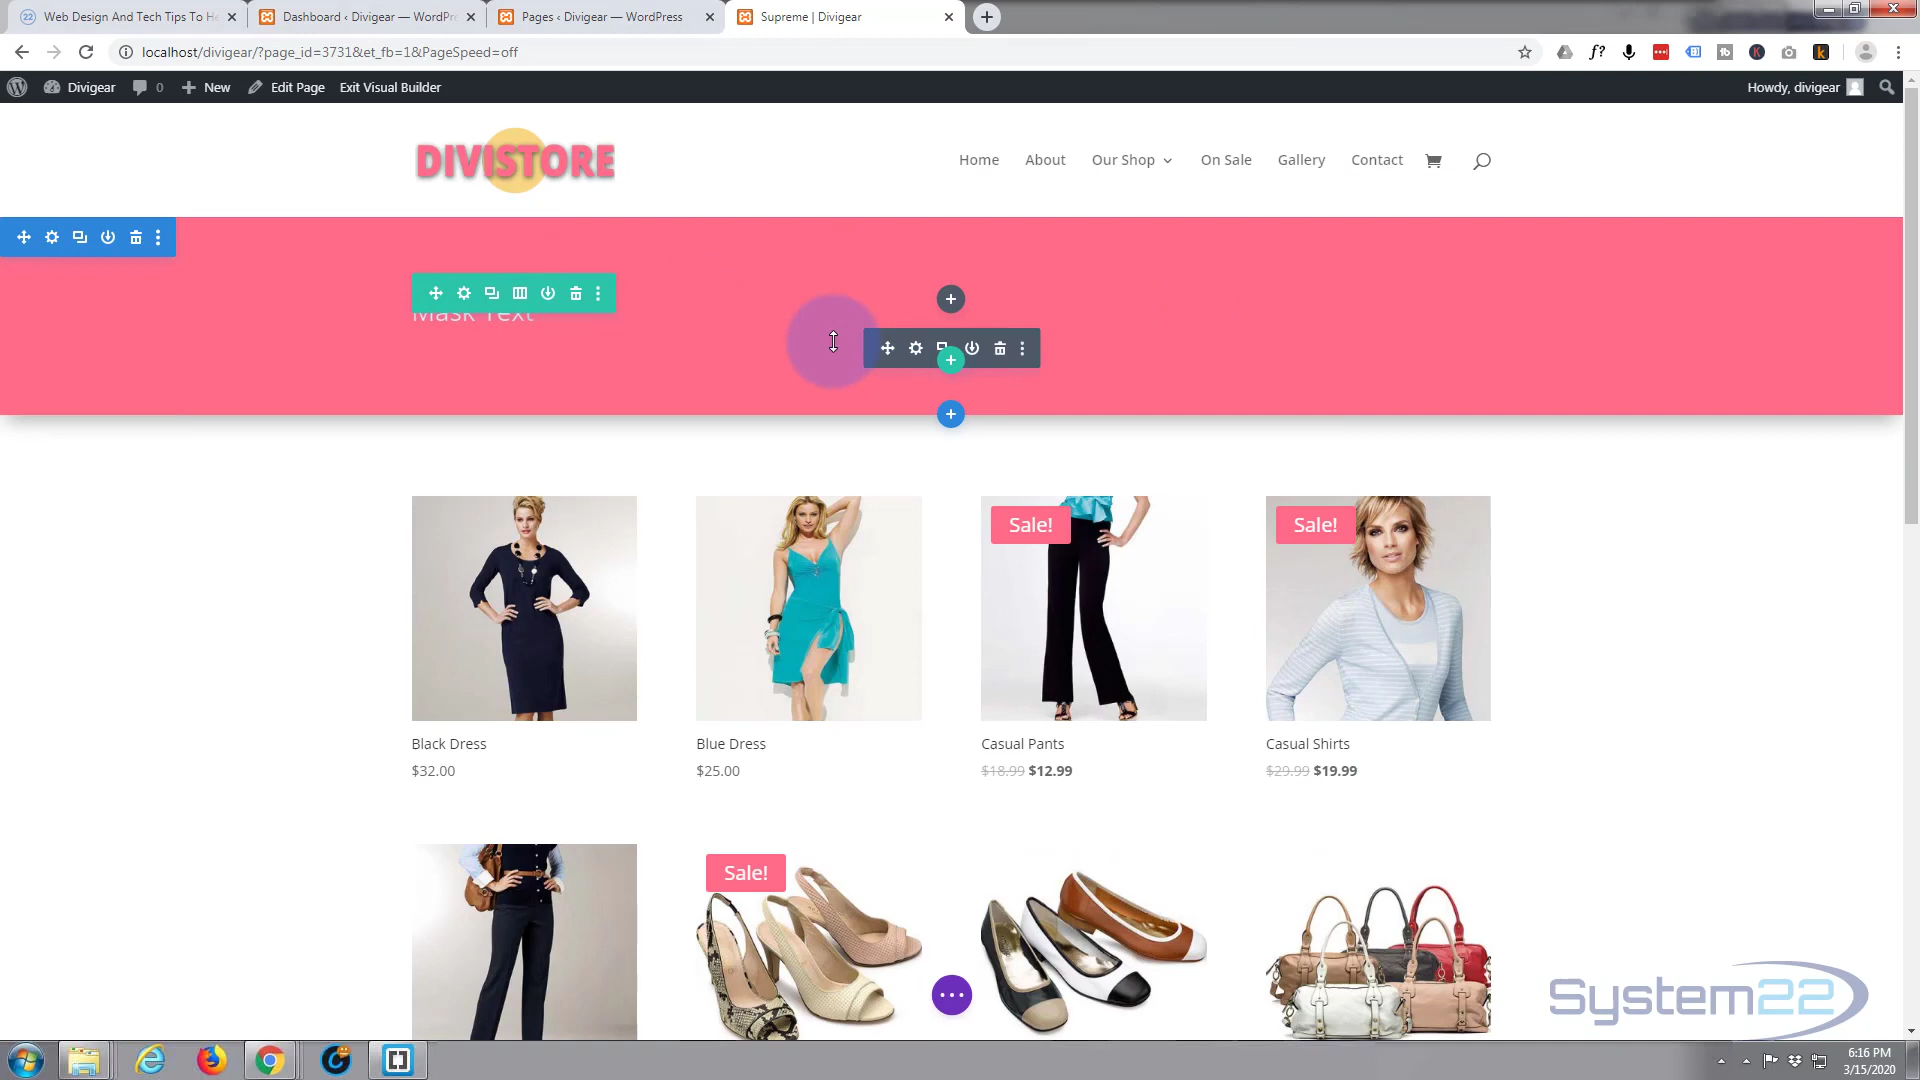 Web Design And Tech Tips To He
Dashboard ‹ Divigear — WordPre
Pages ‹ Divigear — WordPress
Supreme | Divigear
localhost/divigear/?page_id=3731&et_fb=1&PageSpeed=off
Divigear
0
New
Edit Page
Exit Visual Builder
Howdy, divigear
DIVISTORE
Home
About
Our Shop
On Sale
Gallery
Contact
Mask Text
Sale!
Sale!
Black Dress
$32.00
Blue Dress
$25.00
Casual Pants
$18.99 $12.99
Casual Shirts
$29.99 $19.99
Sale!
System22
6:16 PM
3/15/2020